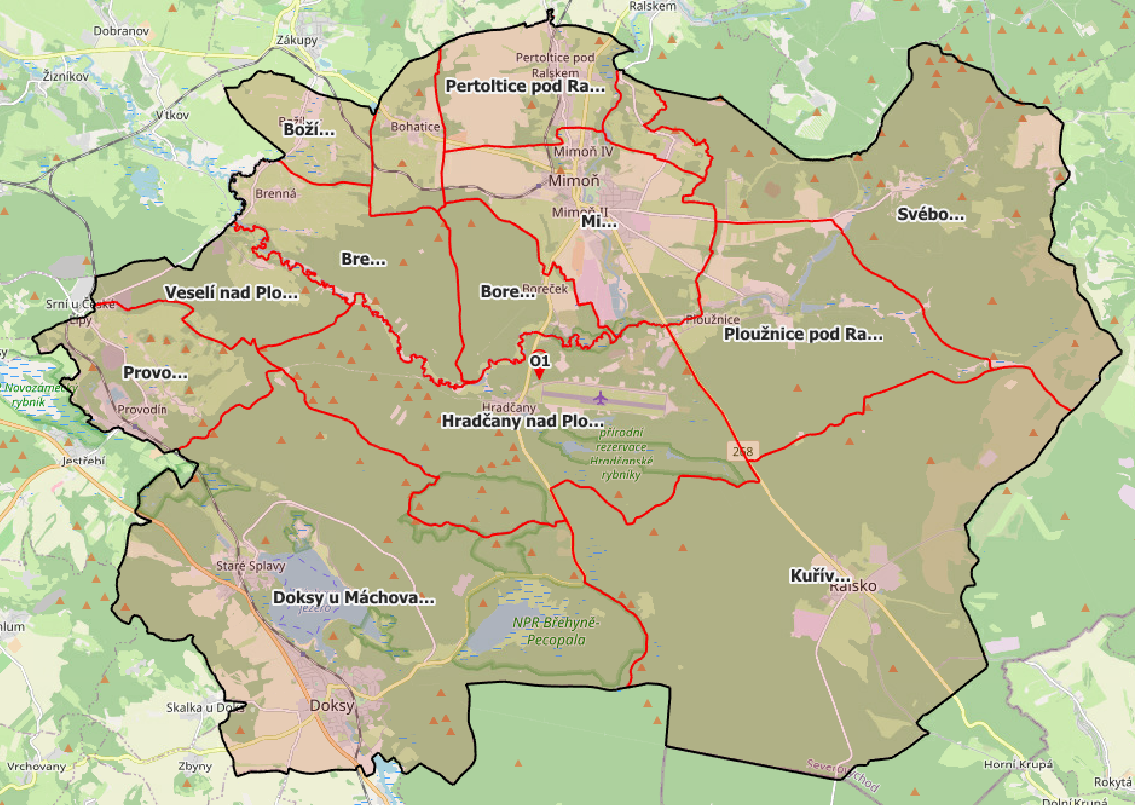 Ralskem
Dobranov
Zákupy
Žizníkov
Pertoltice pod
Ralskem
Pertoltice pod Ra...
Vítkov
Boží...
Bohatice
Mimoň IV
Mimoň
Brenná
Mimoň II
Mi...
Svébo...
Bre...
Veselí nad Plo...
Boreček
Bore...
Srní u České
Lípy
Ploužnice
Ploužnice pod Ra...
O1
Provo...
Novozámecký
rybník
Provodín
Hradčany
Hradčany nad Plo...
přírodní
rezervace
Hradčanské
rybníky
268
Jestřebí
Staré Splavy
Kuřív...
Ralsko
Doksy u Máchova...
jezero
NPR Břehyně-
Pecopala
Skalka u Doks
Doksy
Vrchovany
Zbyny
Severovýchod
Horní Krupá
Rokytá
Dolní Krupá